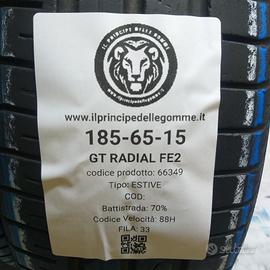 IL PRINCIPE DELLE GOMME
www.ilprincipedellegomme.it
185-65-15
GT RADIAL FE2
codice prodotto: 66349
Tipo: ESTIVE
COD:
Battistrada: 70%
Codice Velocità: 88H
FILA: 33
subito